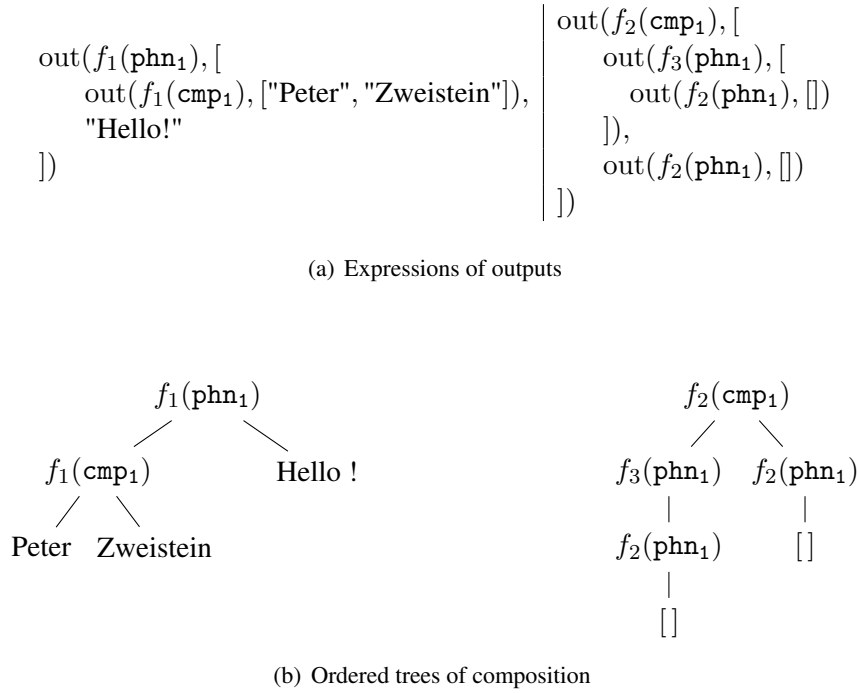 out(f₁(phn₁), [
out(f₁(cmp₁), ["Peter", "Zweistein"]),
"Hello!"
])
out(f₂(cmp₁), [
out(f₃(phn₁), [
out(f₂(phn₁), [])
]),
out(f₂(phn₁), [])
])
(a) Expressions of outputs
f₁(phn₁)
f₁(cmp₁) Hello !
Peter Zweistein
f₂(cmp₁)
f₃(phn₁) f₂(phn₁)
f₂(phn₁) []
[]
(b) Ordered trees of composition